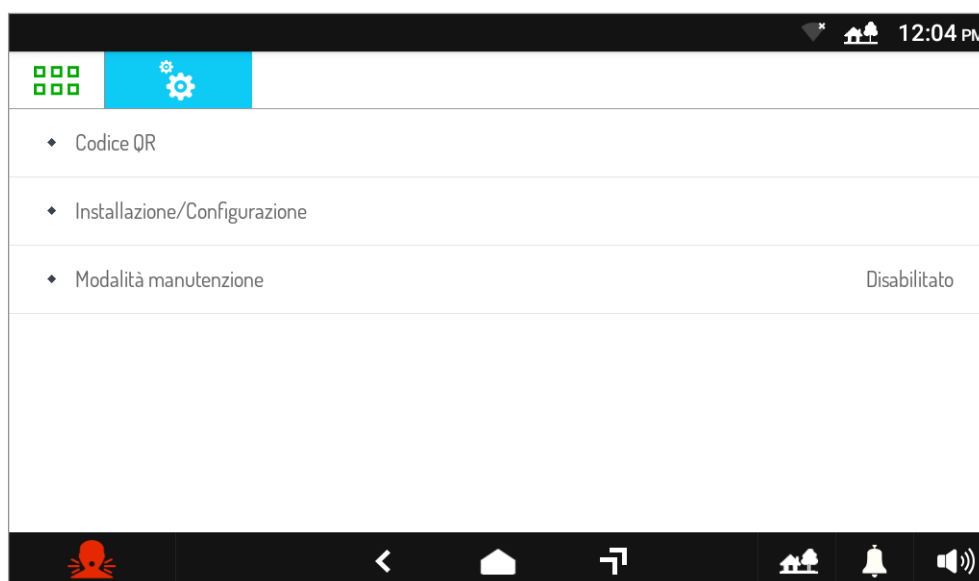 12:04 PM
Codice QR
Installazione/Configurazione
Modalità manutenzione Disabilitato